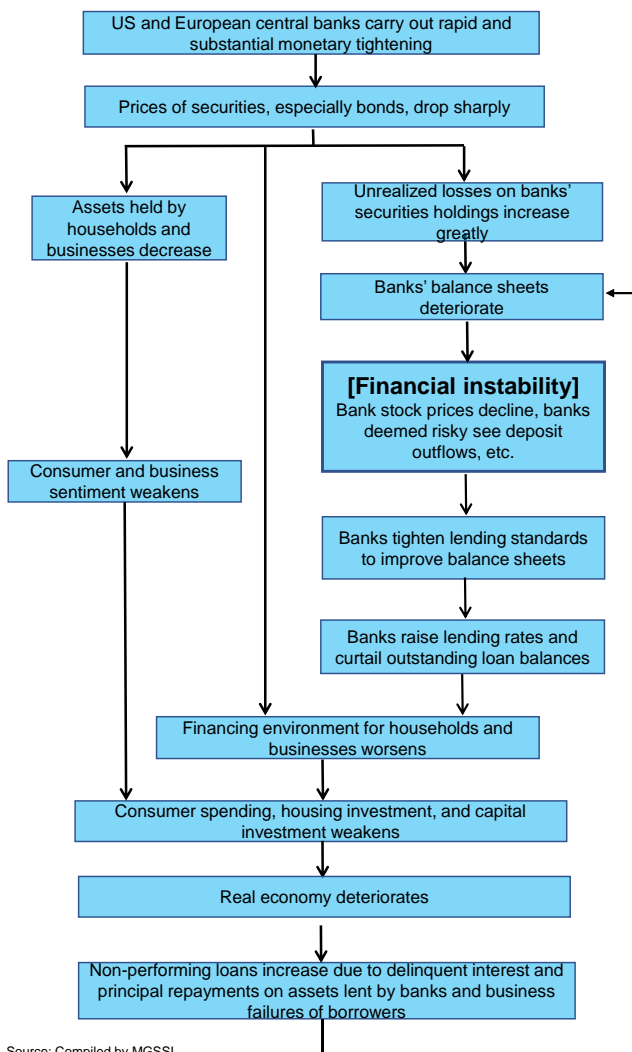 US and European central banks carry out rapid and
substantial monetary tightening
Prices of securities, especially bonds, drop sharply
Assets held by
households and
businesses decrease
Unrealized losses on banks'
securities holdings increase
greatly
Banks' balance sheets
deteriorate
[Financial instability]
Bank stock prices decline, banks
deemed risky see deposit
outflows, etc.
Consumer and business
sentiment weakens
Banks tighten lending standards
to improve balance sheets
Banks raise lending rates and
curtail outstanding loan balances
Financing environment for households and
businesses worsens
Consumer spending, housing investment, and capital
investment weakens
Real economy deteriorates
Non-performing loans increase due to delinquent interest and
principal repayments on assets lent by banks and business
failures of borrowers
Source: Compiled by MGSSI